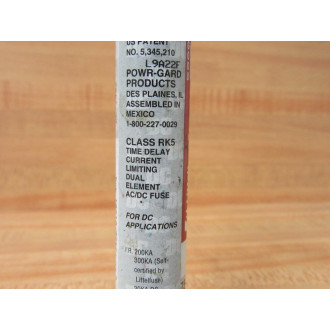 US PATENT
NO. 5,345,210
L9A22F
POWR-GARD
PRODUCTS
DES PLAINES, IL
ASSEMBLED IN
MEXICO
1-800-227-0029
CLASS RK5
TIME DELAY
CURRENT
LIMITING
DUAL
ELEMENT
AC/DC FUSE
FOR DC
APPLICATIONS
IR 200KA
300KA (Self-
certified by
Littelfuse)